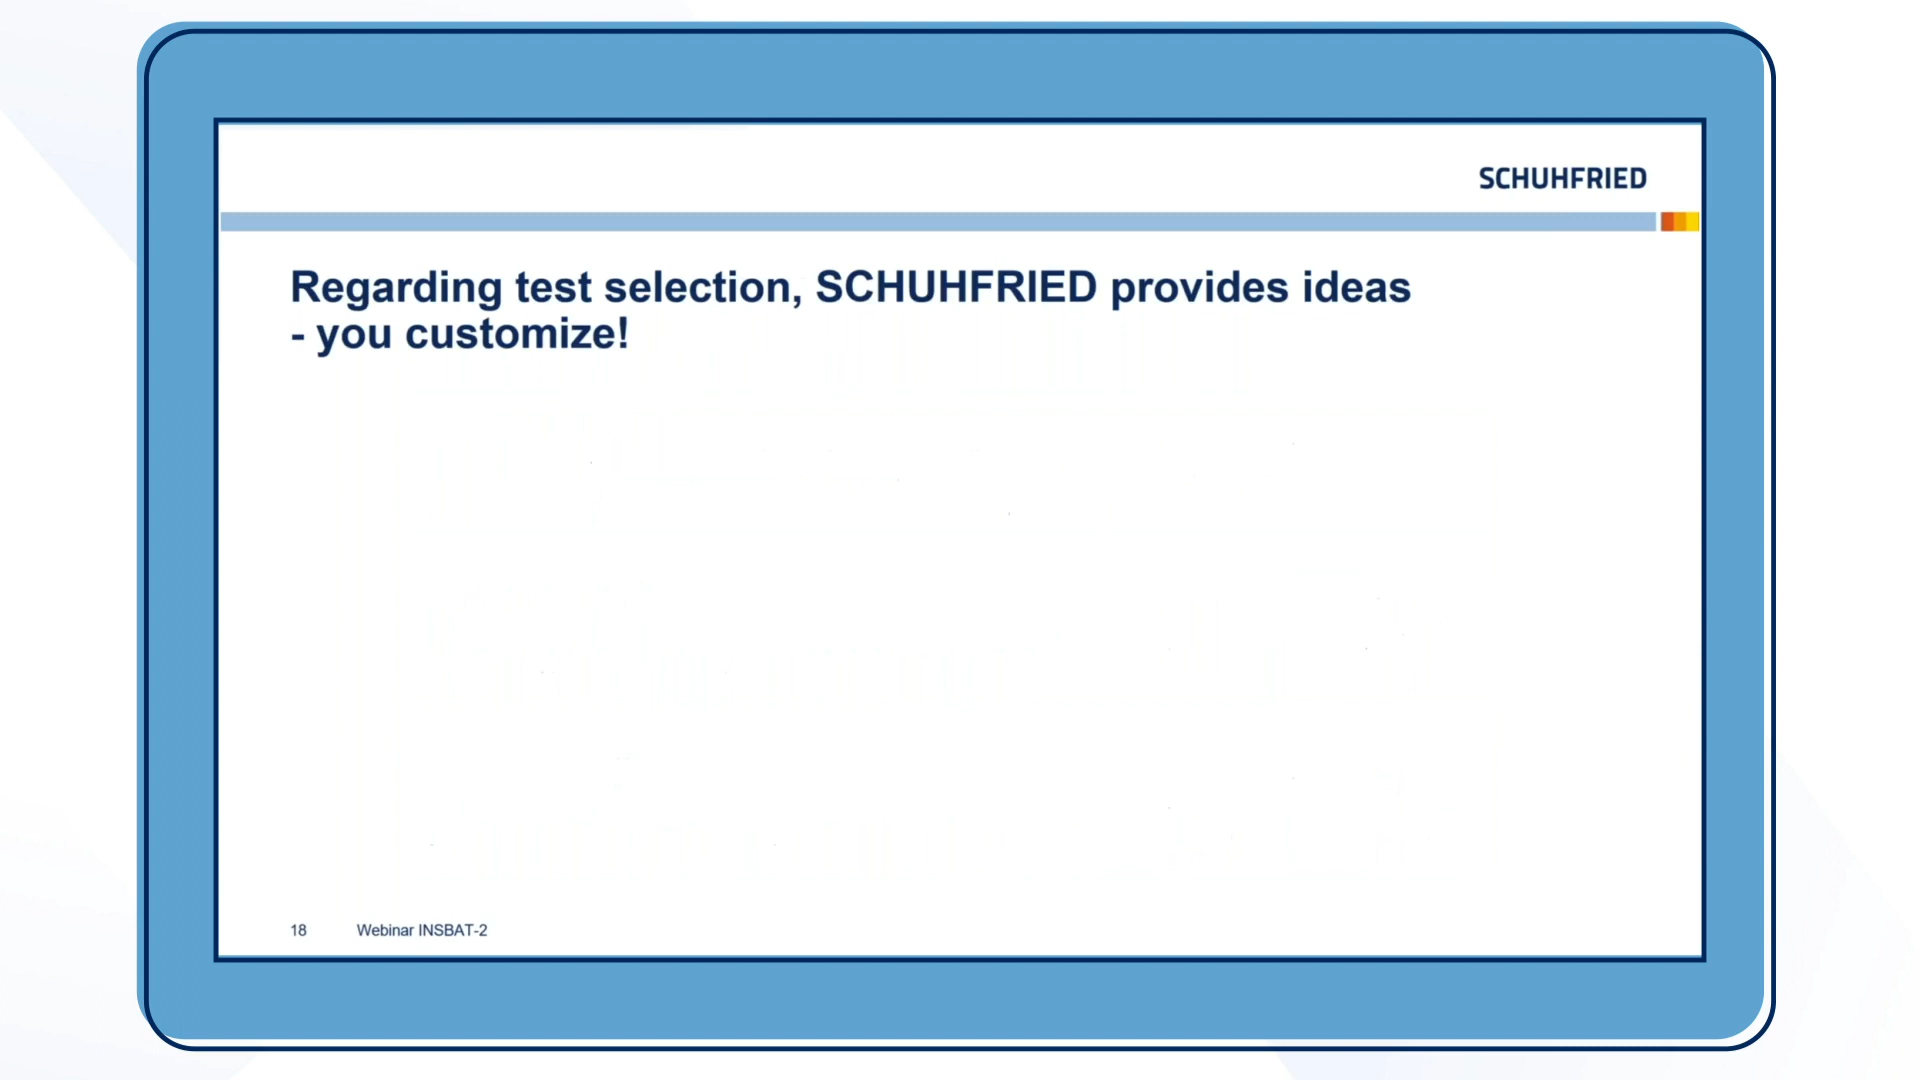 SCHUHFRIED
Regarding test selection, SCHUHFRIED provides ideas
- you customize!
18 Webinar INSBAT-2